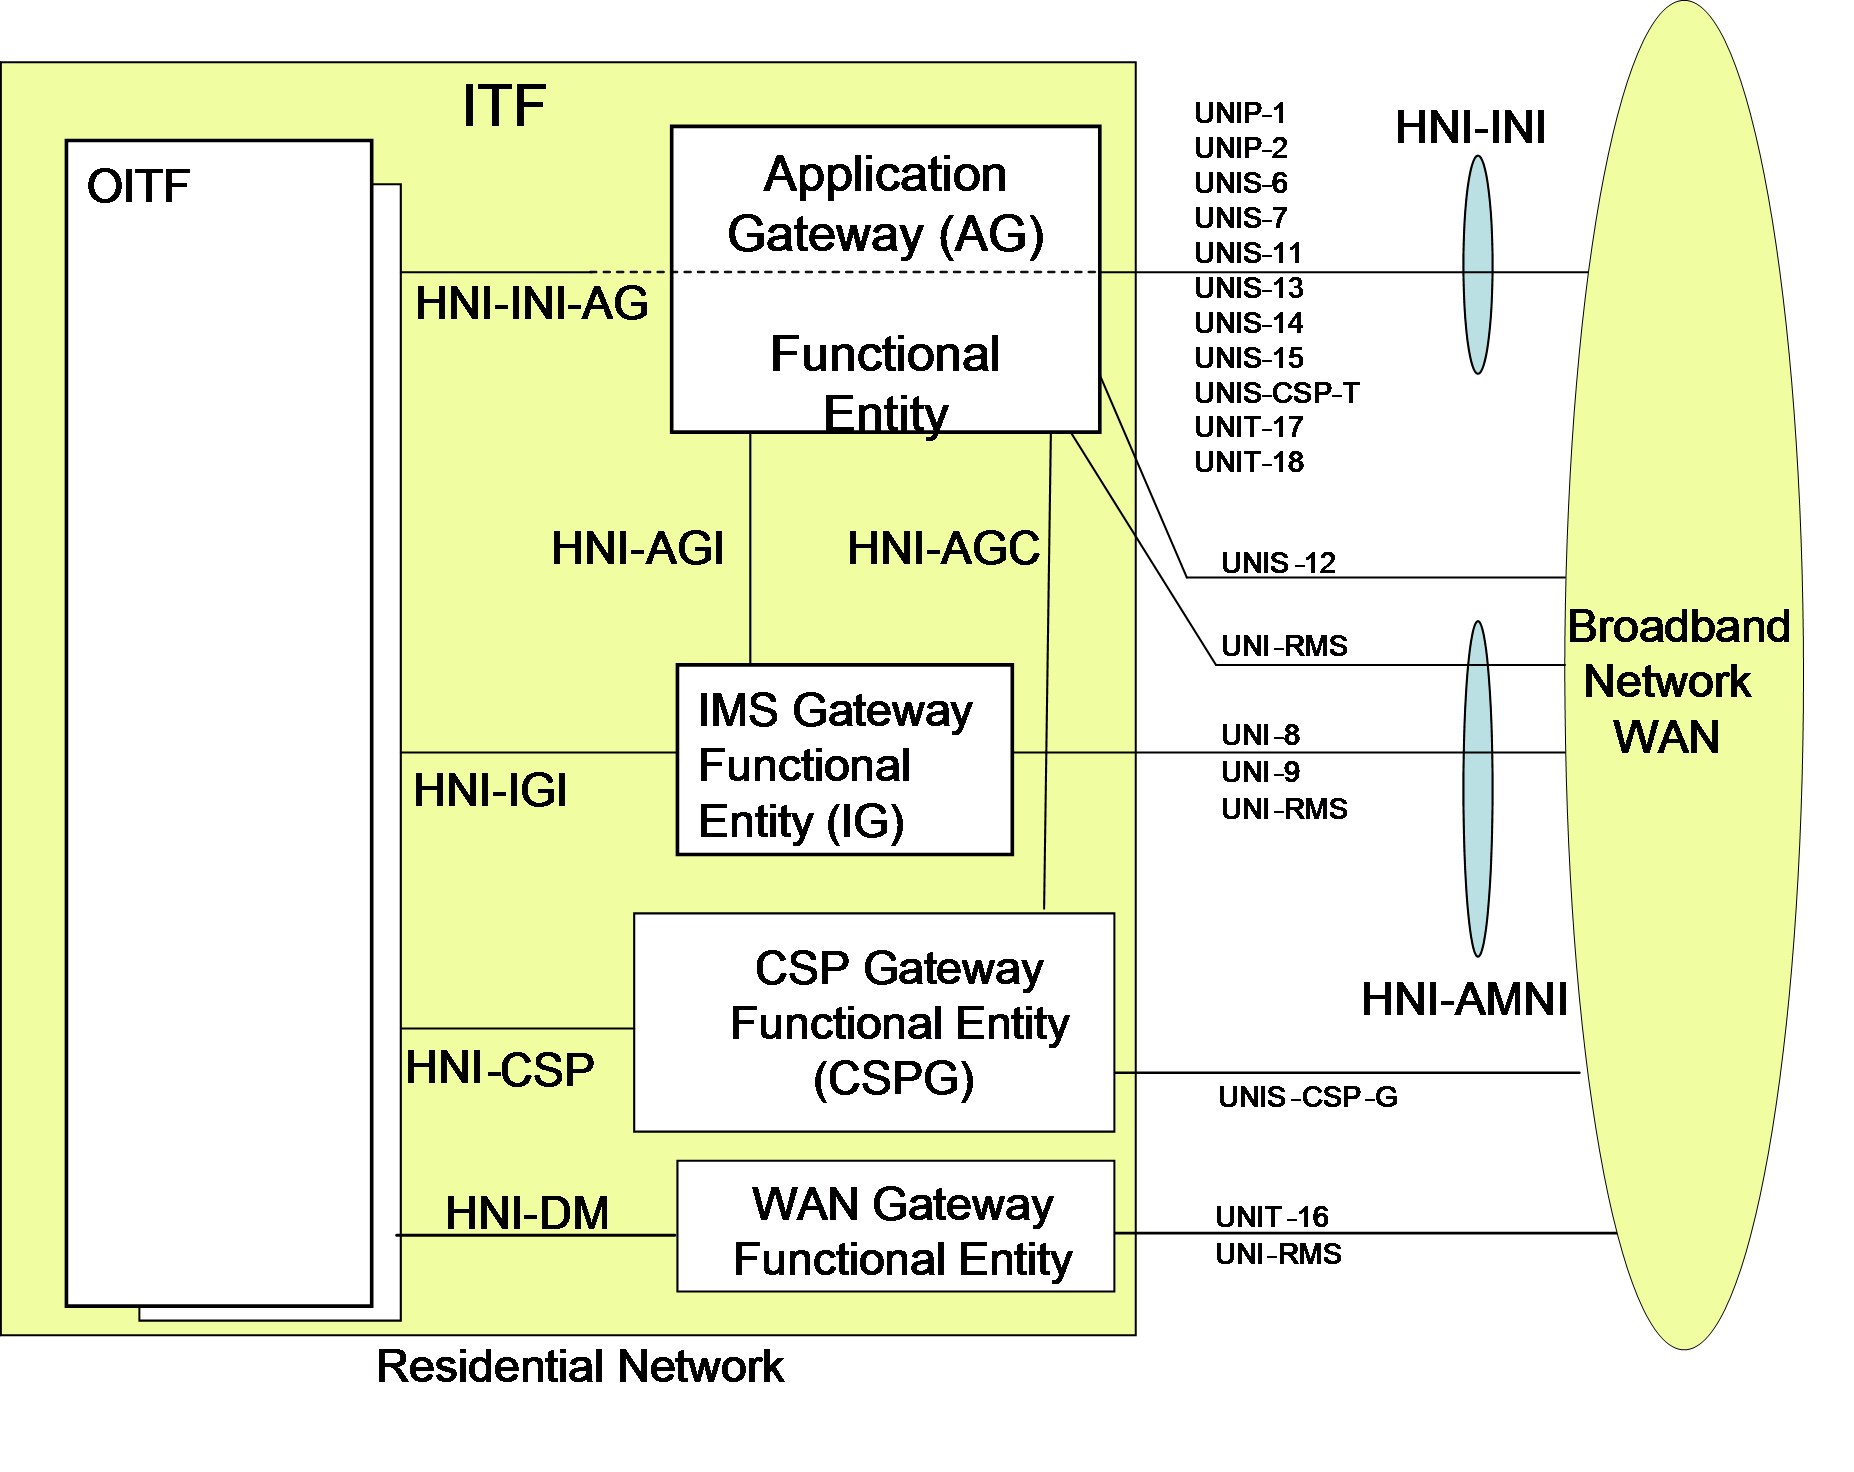 ITF
OITF
Application
Gateway (AG)
Functional
Entity
HNI-INI-AG
UNIP-1
UNIP-2
UNIS-6
UNIS-7
UNIS-11
UNIS-13
UNIS-14
UNIS-15
UNIS-CSP-T
UNIT-17
UNIT-18
HNI-INI
HNI-AGI
HNI-AGC
UNIS-12
UNI-RMS
Broadband
Network
WAN
IMS Gateway
Functional
Entity (IG)
HNI-IGI
UNI-8
UNI-9
UNI-RMS
HNI-AMNI
CSP Gateway
Functional Entity
(CSPG)
HNI-CSP
UNIS-CSP-G
HNI-DM
WAN Gateway
Functional Entity
UNIT-16
UNI-RMS
Residential Network